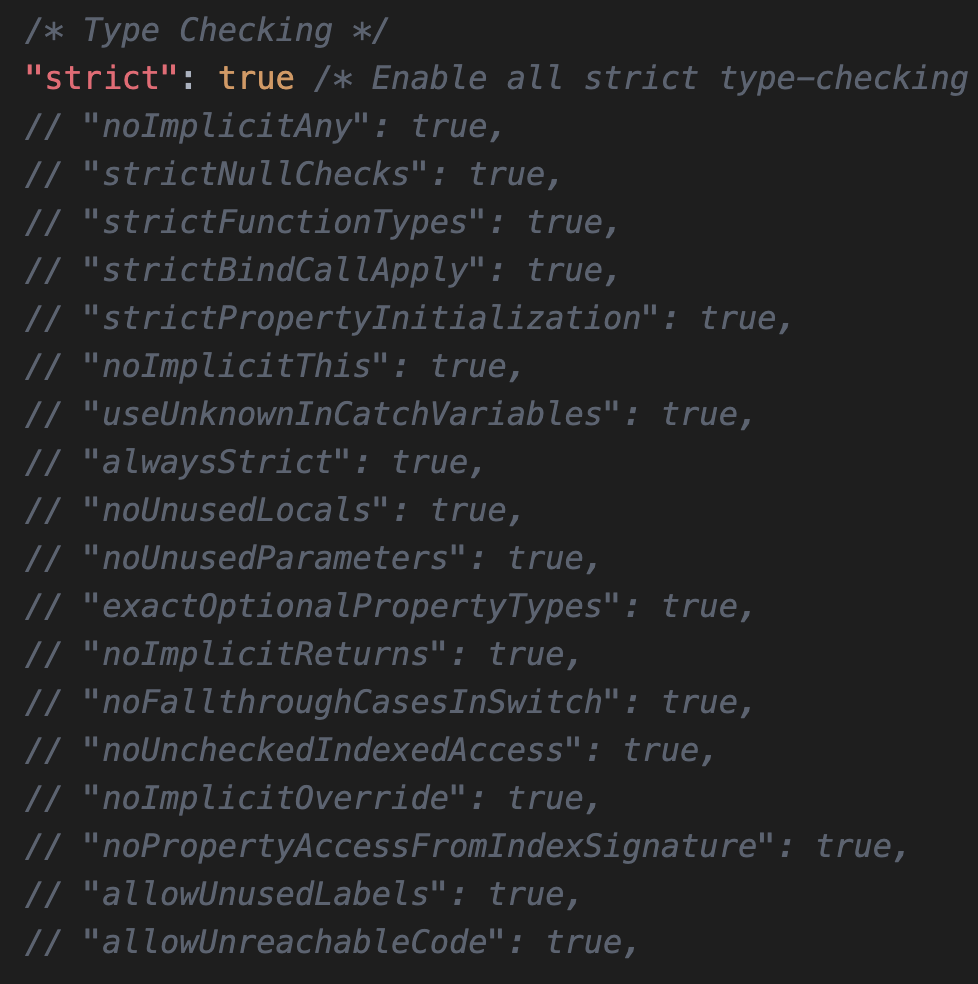 /* Type Checking */
"strict": true /* Enable all strict type-checking
// "noImplicitAny": true,
// "strictNullChecks": true,
// "strictFunctionTypes": true,
// "strictBindCallApply": true,
// "strictPropertyInitialization": true,
// "noImplicitThis": true,
// "useUnknownInCatchVariables": true,
// "alwaysStrict": true,
// "noUnusedLocals": true,
// "noUnusedParameters": true,
// "exactOptionalPropertyTypes": true,
// "noImplicitReturns": true,
// "noFallthroughCasesInSwitch": true,
// "noUncheckedIndexedAccess": true,
// "noImplicitOverride": true,
// "noPropertyAccessFromIndexSignature": true,
// "allowUnusedLabels": true,
// "allowUnreachableCode": true,